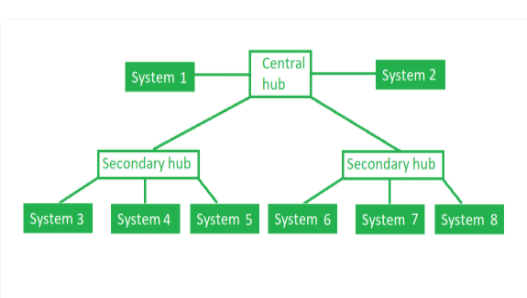 Central
hub
System 1
System 2
Secondary hub
Secondary hub
System 3
System 4
System 5
System 6
System 7
System 8